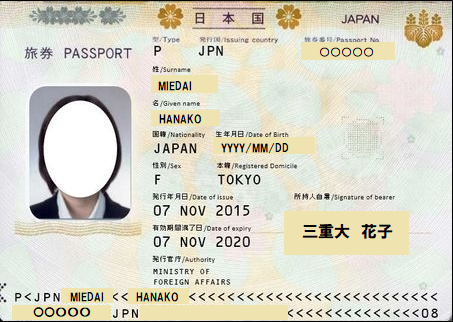 日本国 JAPAN
旅券 PASSPORT
型/Type 発行国/Issuing country 旅券番号/Passport No.
P JPN ○○○○○
姓/Surname
MIEDAI
名/Given name
HANAKO
国籍/Nationality 生年月日/Date of Birth
JAPAN YYYY/MM/DD
性別/Sex 本籍/Registered Domicile
F TOKYO
発行年月日/Date of issue 所持人自署/Signature of bearer
07 NOV 2015
三重大 花子
有効期間満了日/Date of expiry
07 NOV 2020
発行官庁/Authority
MINISTRY OF
FOREIGN AFFAIRS
P<JPN MIEDAI << HANAKO <<<<<<<<<<<<<<<<<<<<<<<<<
○○○○○ JPN <<<<<<<<<<<<<<08